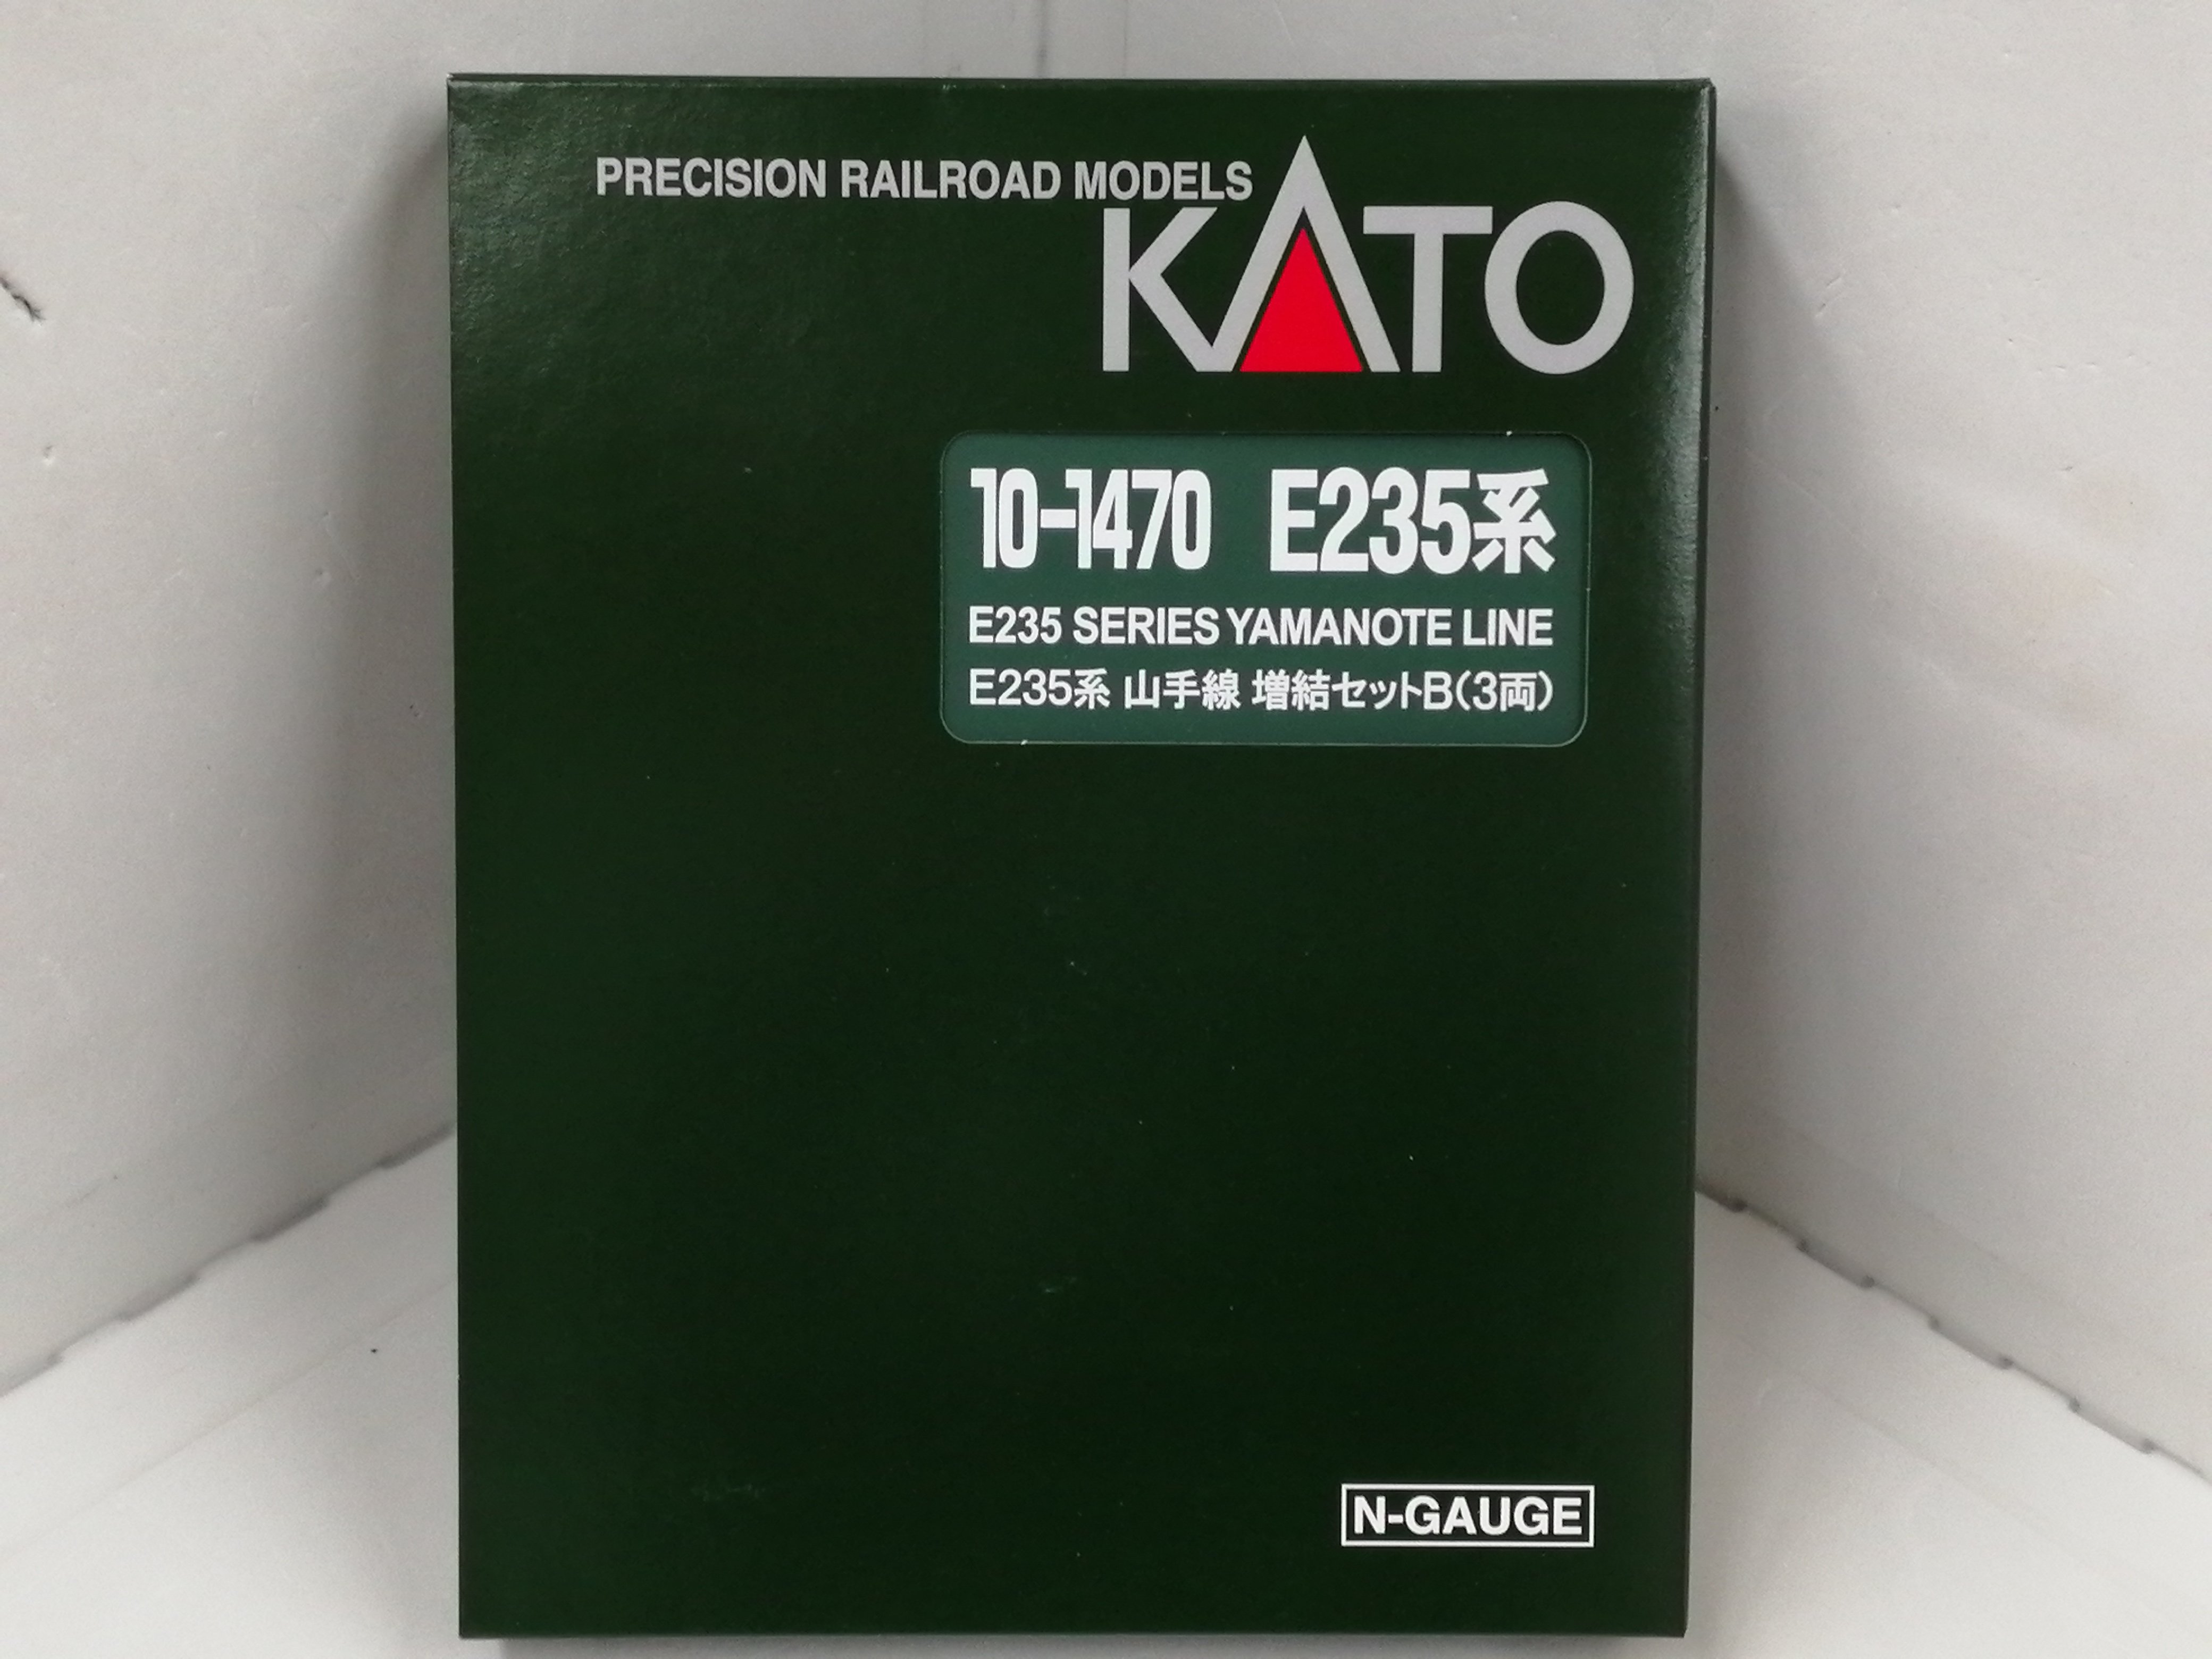 PRECISION RAILROAD MODELS
KATO
10-1470 E235系
E235 SERIES YAMANOTE LINE
E235系 山手線 増結セットB(3両)
N-GAUGE